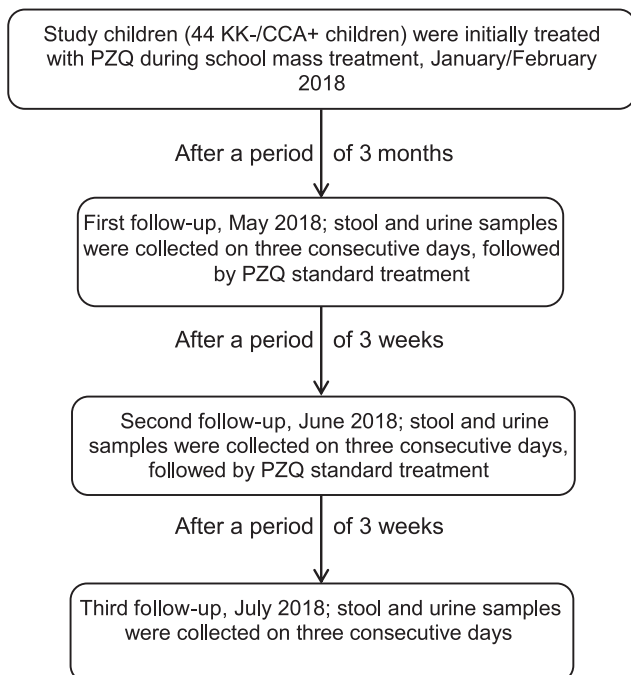 Study children (44 KK-/CCA+ children) were initially treated
with PZQ during school mass treatment, January/February
2018
After a period of 3 months
First follow-up, May 2018; stool and urine samples
were collected on three consecutive days, followed
by PZQ standard treatment
After a period of 3 weeks
Second follow-up, June 2018; stool and urine
samples were collected on three consecutive days,
followed by PZQ standard treatment
After a period of 3 weeks
Third follow-up, July 2018; stool and urine samples
were collected on three consecutive days